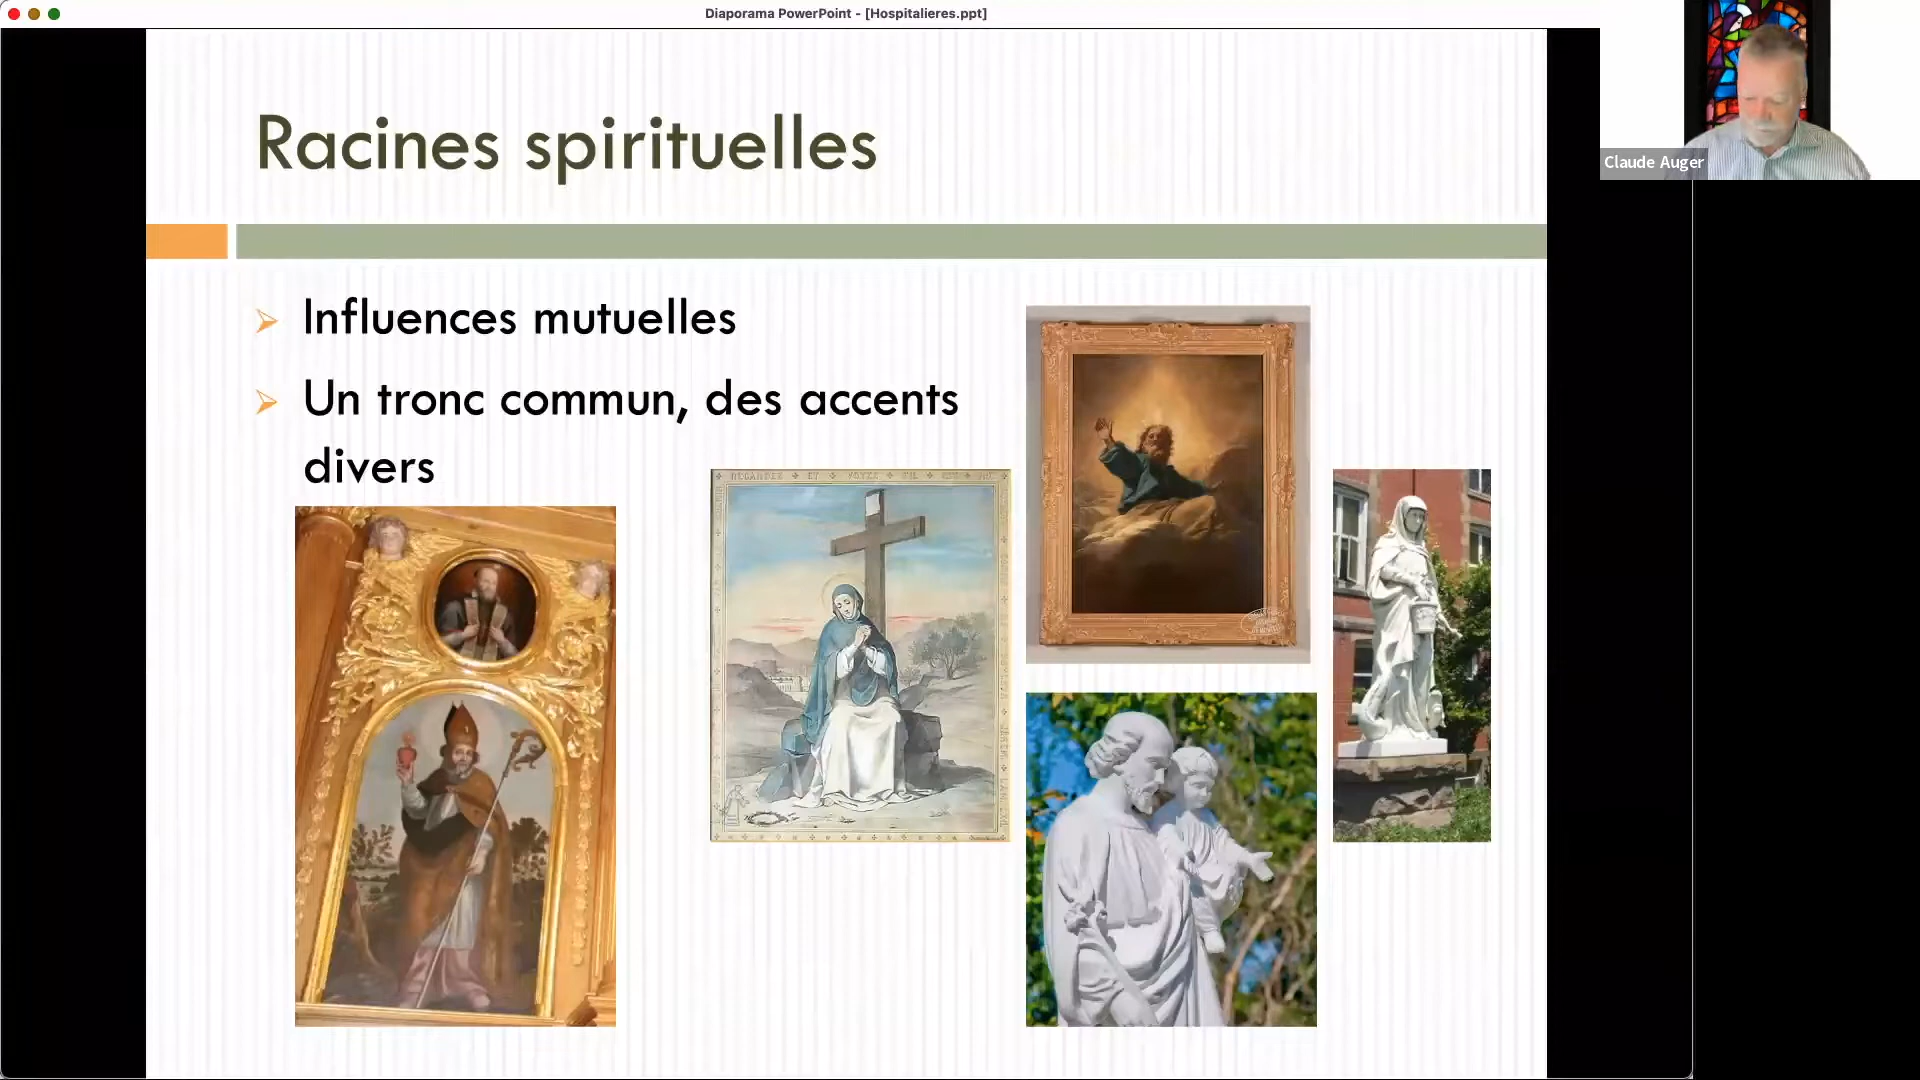 Diaporama PowerPoint - [Hospitalieres.ppt]
Claude Auger
Racines spirituelles
Influences mutuelles
Un tronc commun, des accents
divers